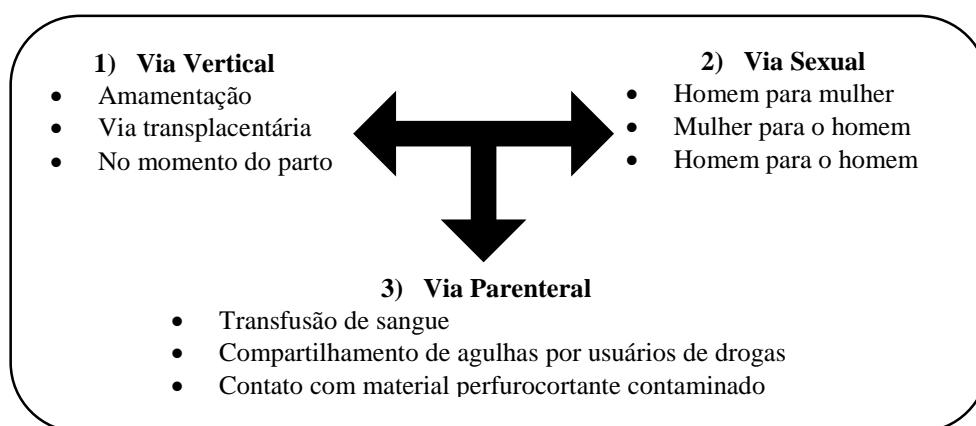 1) Via Vertical
• Amamentação
• Via transplacentária
• No momento do parto
2) Via Sexual
• Homem para mulher
• Mulher para o homem
• Homem para o homem
3) Via Parenteral
• Transfusão de sangue
• Compartilhamento de agulhas por usuários de drogas
• Contato com material perfurocortante contaminado